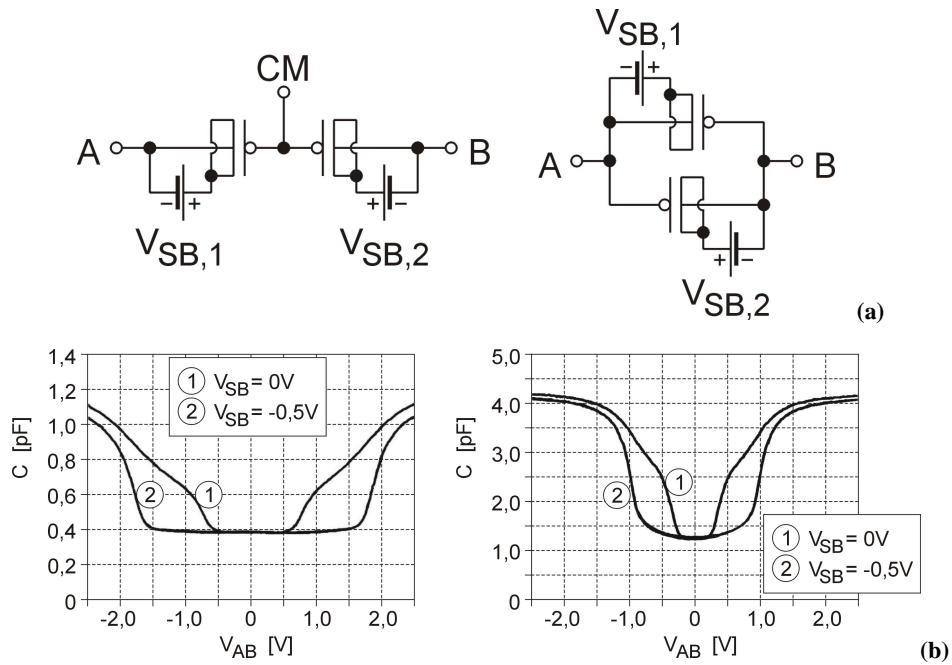 CM
A
B
V_SB,1
V_SB,2
V_SB,1
A
B
V_SB,2
− +
+ −
− +
+ −
(a)
1,4
1,2
1,0
0,8
0,6
0,4
0,2
0
C [pF]
① V_SB = 0V
② V_SB = -0,5V
②
①
-2,0 -1,0 0 1,0 2,0
V_AB [V]
5,0
4,0
3,0
2,0
1,0
0
C [pF]
①
②
① V_SB = 0V
② V_SB = -0,5V
-2,0 -1,0 0 1,0 2,0
V_AB [V]
(b)